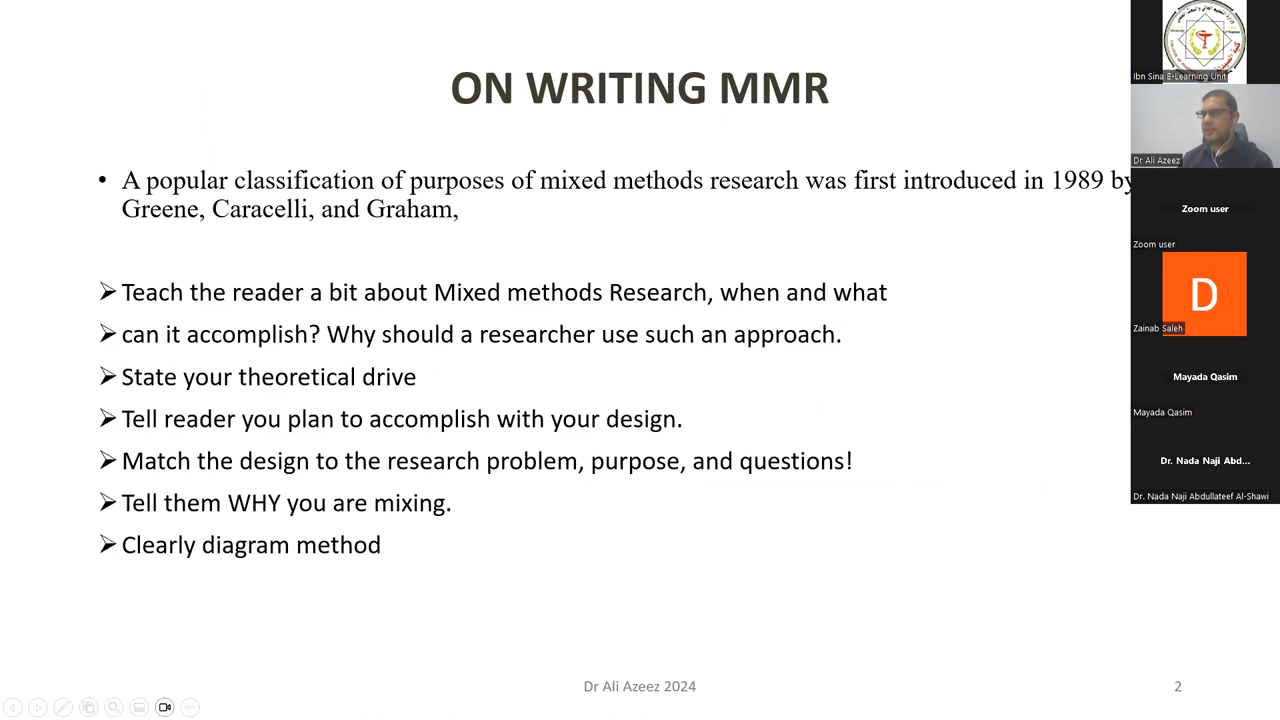 ON WRITING MMR
• A popular classification of purposes of mixed methods research was first introduced in 1989 by
Greene, Caracelli, and Graham,
➢ Teach the reader a bit about Mixed methods Research, when and what
➢ can it accomplish? Why should a researcher use such an approach.
➢ State your theoretical drive
➢ Tell reader you plan to accomplish with your design.
➢ Match the design to the research problem, purpose, and questions!
➢ Tell them WHY you are mixing.
➢ Clearly diagram method
Dr Ali Azeez 2024
2
Ibn Sina E-Learning Unit
Dr Ali Azeez
Zoom user
Zoom user
D
Zainab Saleh
Mayada Qasim
Mayada Qasim
Dr. Nada Naji Abd...
Dr. Nada Naji Abdullateef Al-Shawi